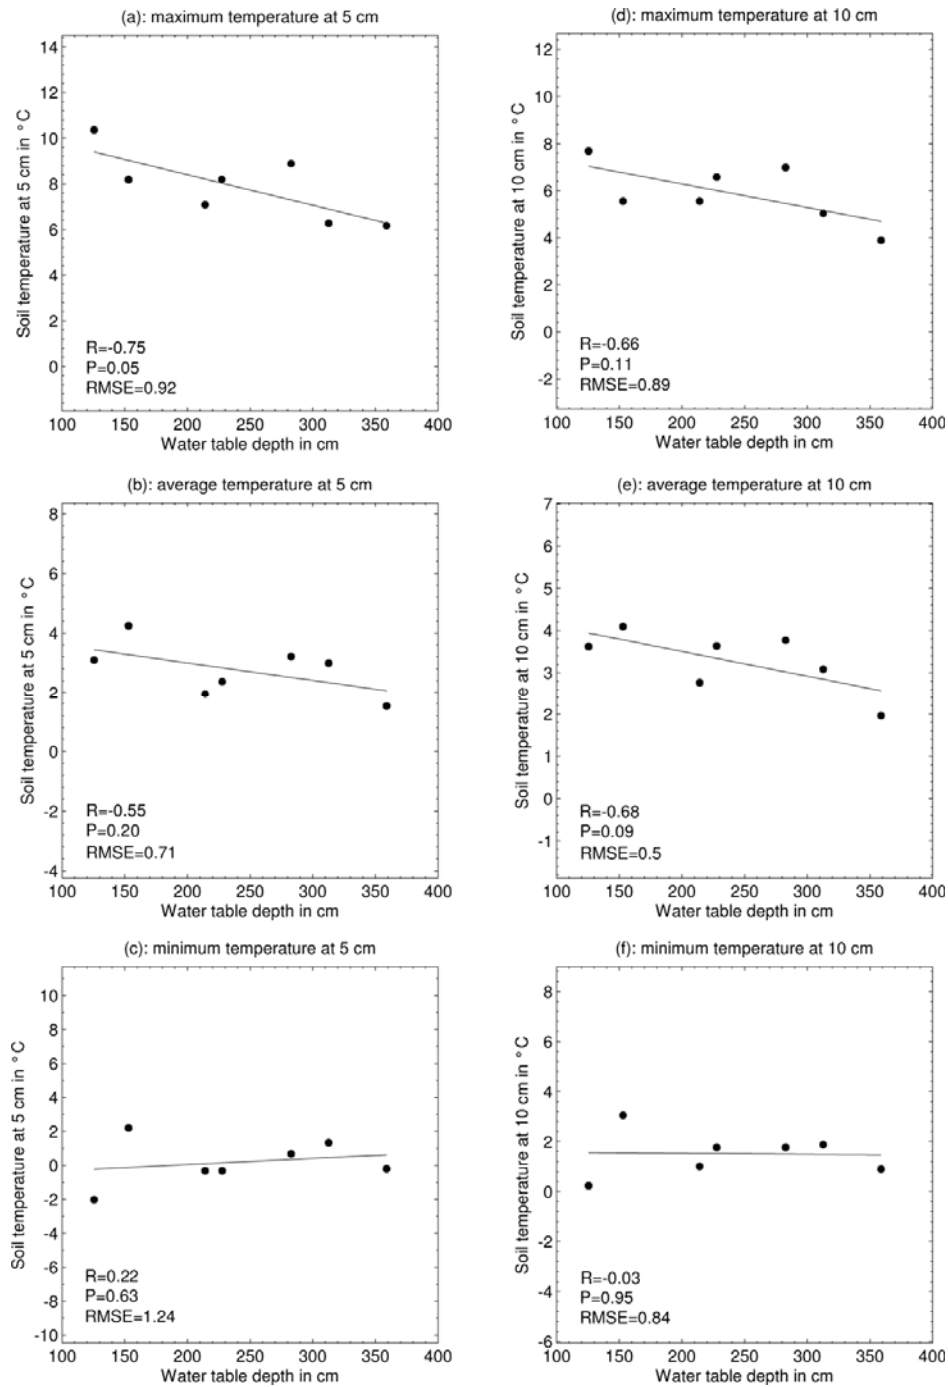 (a): maximum temperature at 5 cm
14
12
10
8
6
4
2
0
Soil temperature at 5 cm in °C
R=-0.75
P=0.05
RMSE=0.92
100 150 200 250 300 350 400
Water table depth in cm
(d): maximum temperature at 10 cm
12
10
8
6
4
2
0
-2
Soil temperature at 10 cm in °C
R=-0.66
P=0.11
RMSE=0.89
100 150 200 250 300 350 400
Water table depth in cm
(b): average temperature at 5 cm
8
6
4
2
0
-2
-4
Soil temperature at 5 cm in °C
R=-0.55
P=0.20
RMSE=0.71
100 150 200 250 300 350 400
Water table depth in cm
(e): average temperature at 10 cm
7
6
5
4
3
2
1
0
-1
Soil temperature at 10 cm in °C
R=-0.68
P=0.09
RMSE=0.5
100 150 200 250 300 350 400
Water table depth in cm
(c): minimum temperature at 5 cm
10
8
6
4
2
0
-2
-4
-6
-8
-10
Soil temperature at 5 cm in °C
R=0.22
P=0.63
RMSE=1.24
100 150 200 250 300 350 400
Water table depth in cm
(f): minimum temperature at 10 cm
8
6
4
2
0
-2
-4
-6
Soil temperature at 10 cm in °C
R=-0.03
P=0.95
RMSE=0.84
100 150 200 250 300 350 400
Water table depth in cm